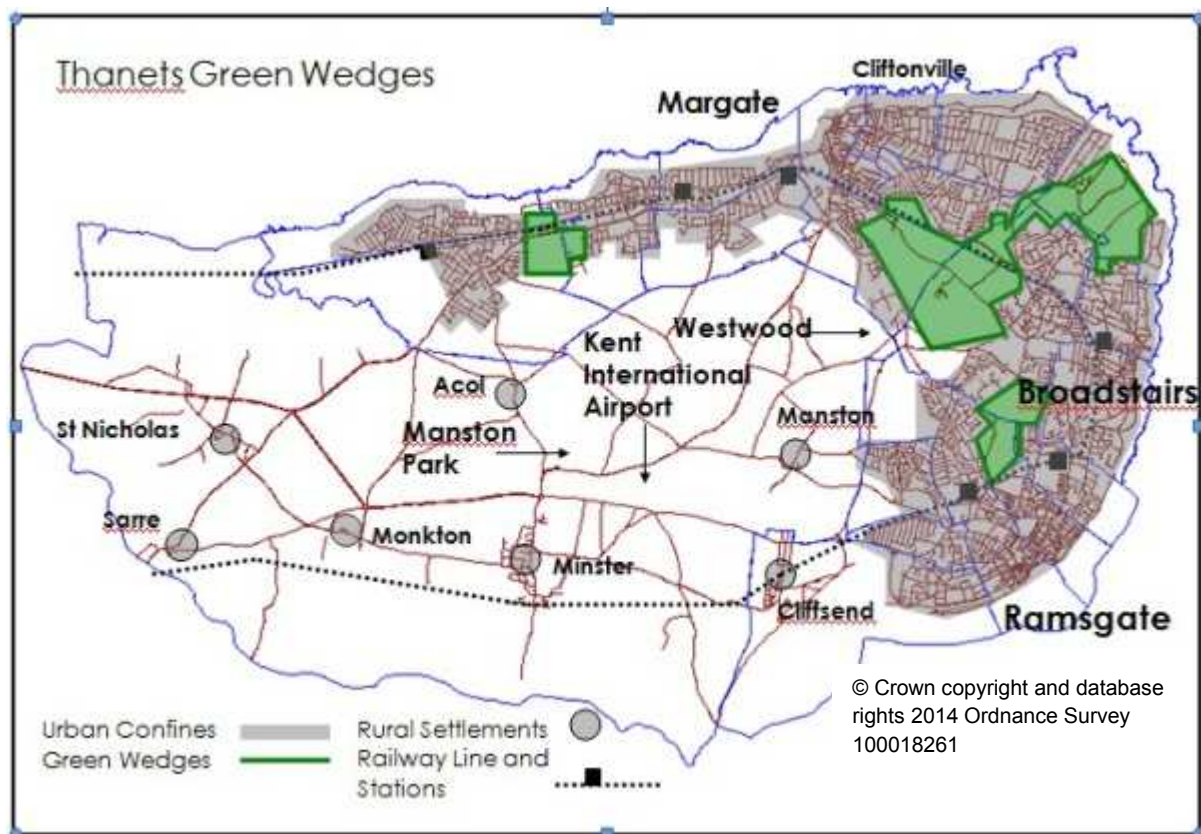 Thanets Green Wedges
Cliftonville
Margate
Westwood
Kent
International
Airport
Acol
Broadstairs
St Nicholas
Manston
Park
Manston
Sarre
Monkton
Minster
Cliffsend
Ramsgate
© Crown copyright and database
rights 2014 Ordnance Survey
100018261
Urban Confines
Green Wedges
Rural Settlements
Railway Line and
Stations